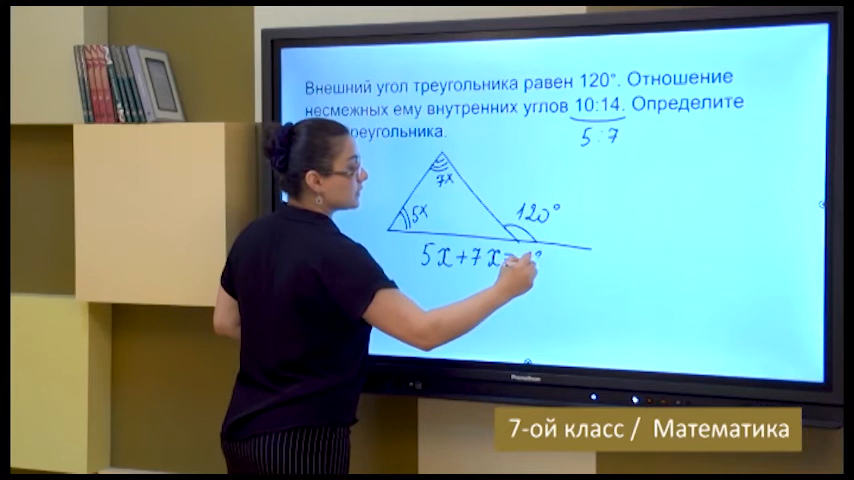 Внешний угол треугольника равен 120°. Отношение
несмежных ему внутренних углов 10:14. Определите
треугольника.
5:7
7x
5x
120°
5x+7x=
7-ой класс / Математика